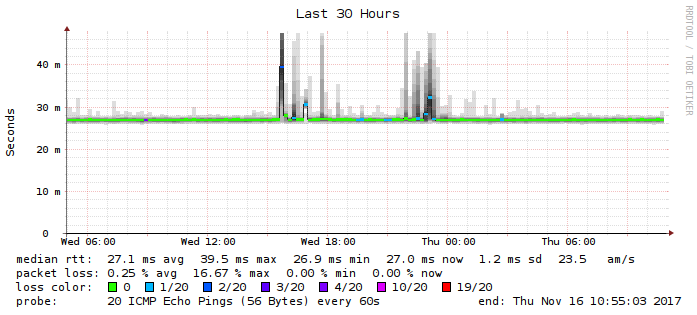 Last 30 Hours
RRDTOOL / TOBI OETIKER
Seconds
40 m
30 m
20 m
10 m
0
Wed 06:00 Wed 12:00 Wed 18:00 Thu 00:00 Thu 06:00
median rtt: 27.1 ms avg 39.5 ms max 26.9 ms min 27.0 ms now 1.2 ms sd 23.5 am/s
packet loss: 0.25 % avg 16.67 % max 0.00 % min 0.00 % now
loss color: 0 1/20 2/20 3/20 4/20 10/20 19/20
probe: 20 ICMP Echo Pings (56 Bytes) every 60s end: Thu Nov 16 10:55:03 2017